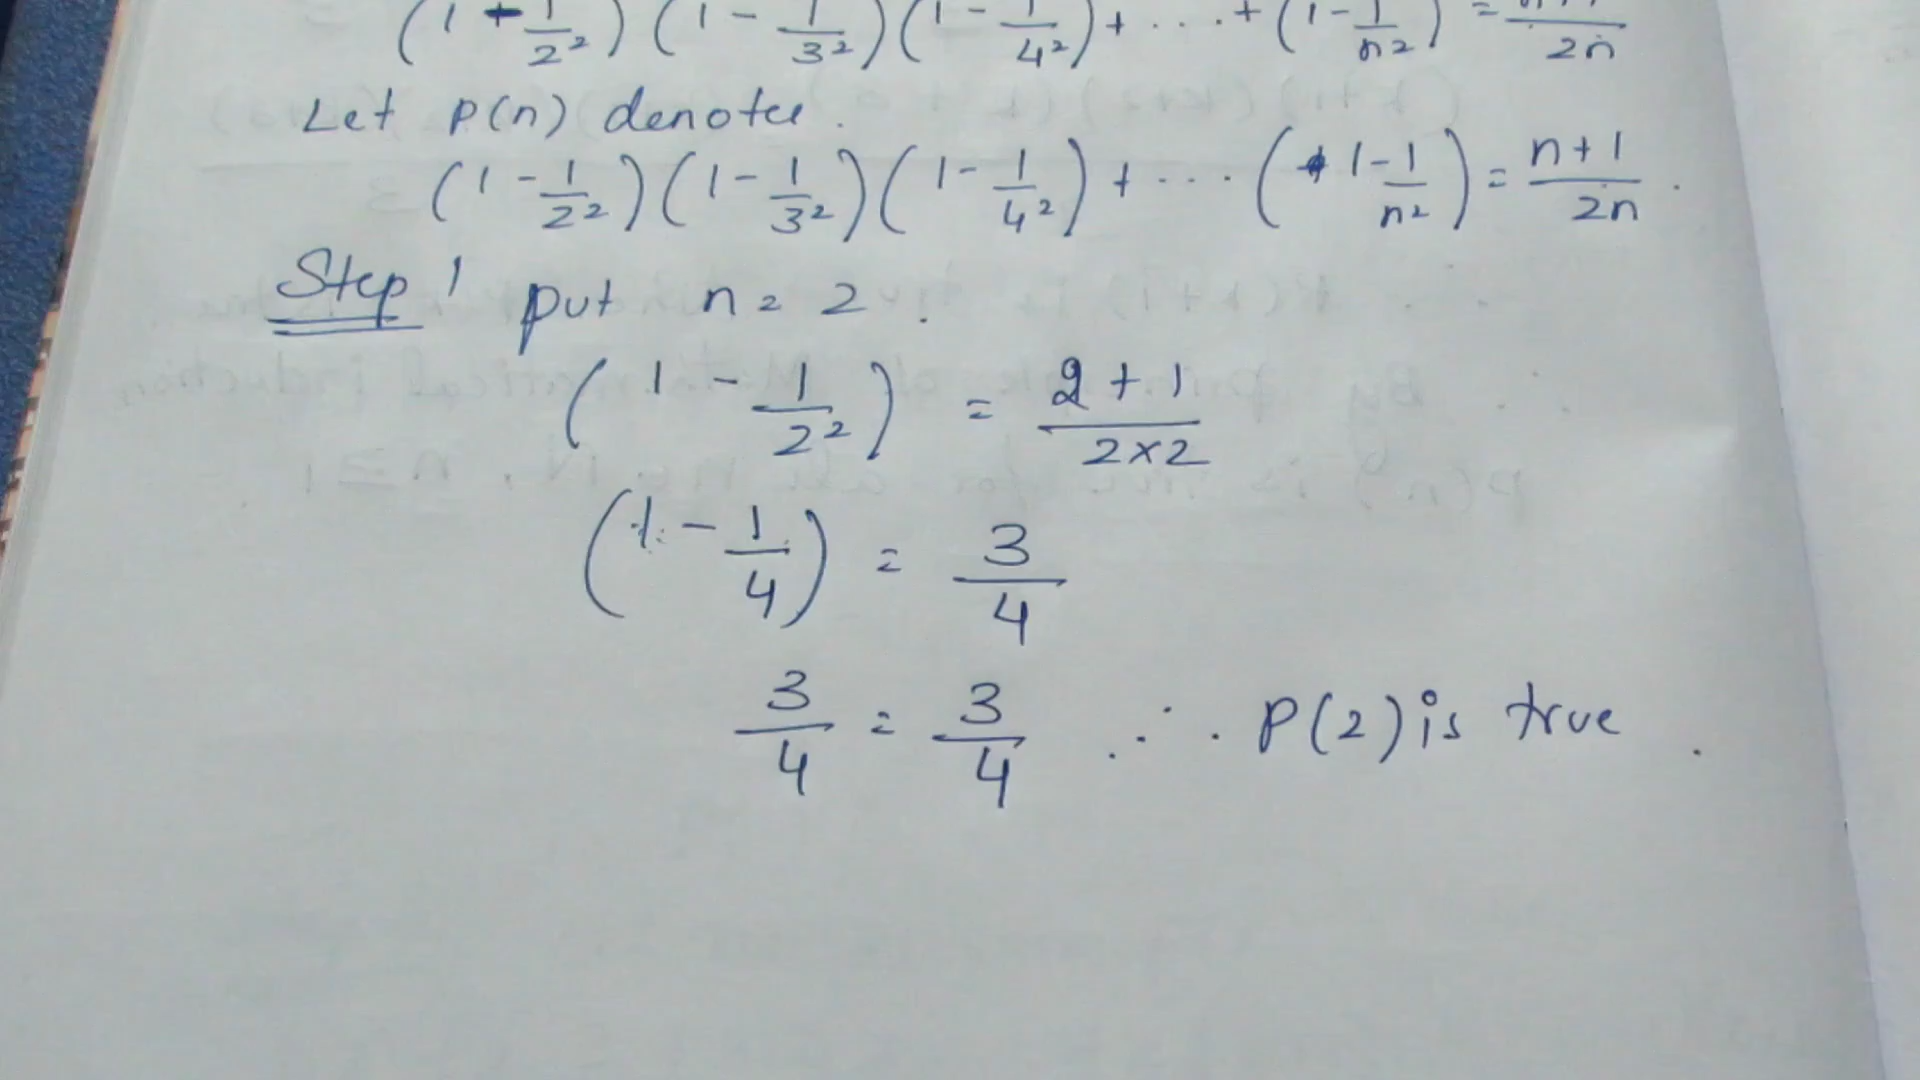 (1 - 1/2²) (1 - 1/3²) (1 - 1/4²) + .... + (1 - 1/n²) = n+1/2n
Let P(n) denotes.
(1 - 1/2²) (1 - 1/3²) (1 - 1/4²) + ... (1 - 1/n²) = n+1/2n .
Step 1 put n = 2 .
(1 - 1/2²) = 2+1/2×2
(1 - 1/4) = 3/4
3/4 = 3/4 ∴ P(2) is true .